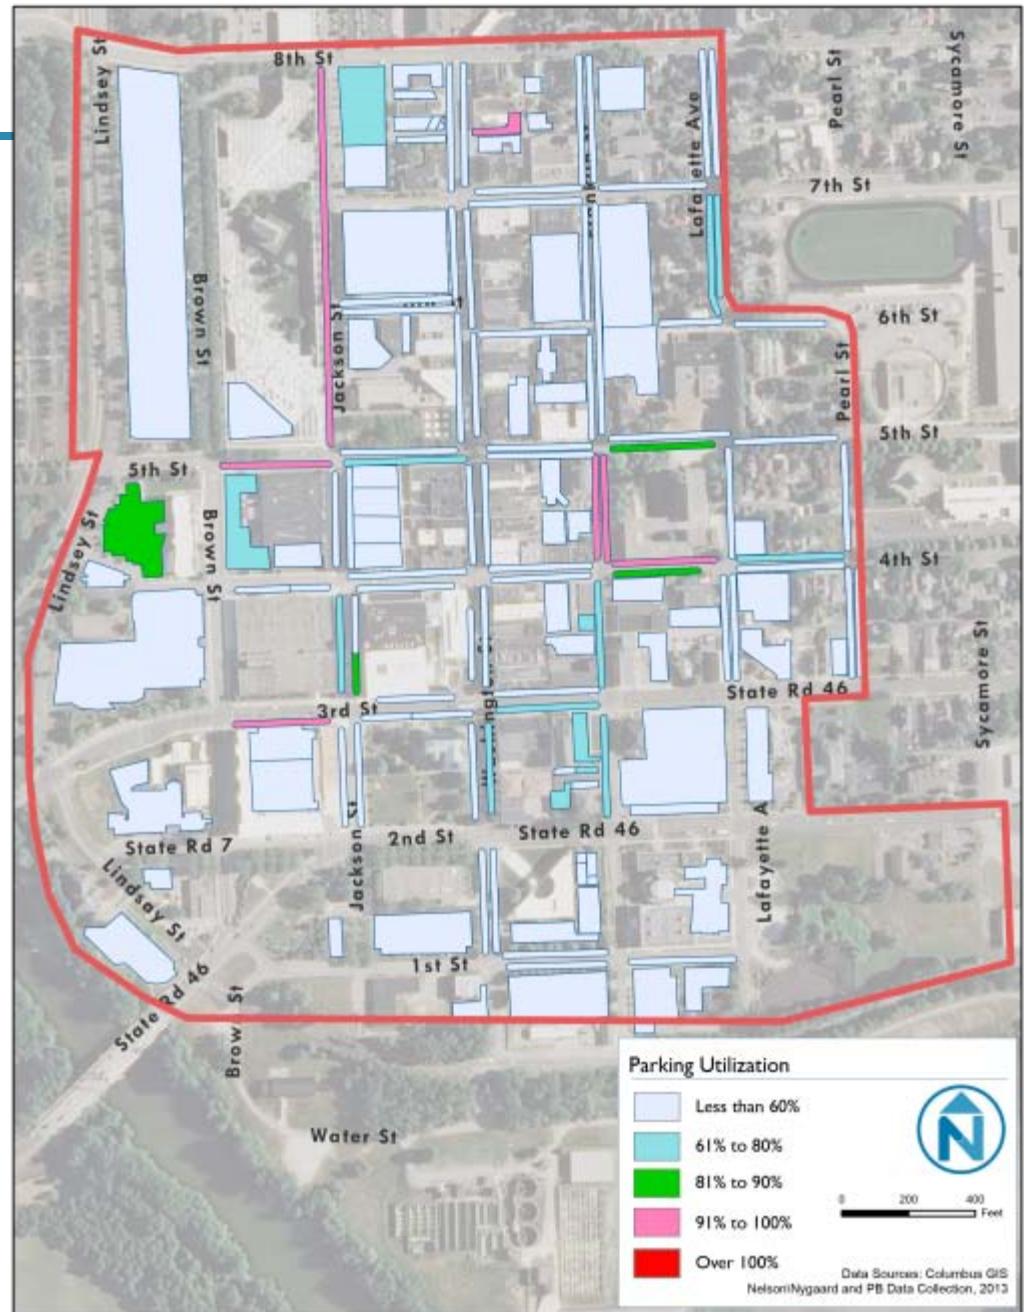 8th St
Lindsey St
Pearl St
Sycamore St
Lafayette Ave
7th St
Brown St
Jackson St
6th St
Pearl St
5th St
5th St
Lindsey St
Brown St
4th St
State Rd 46
Sycamore St
3rd St
State Rd 46
2nd St
State Rd 7
Jackson St
Lafayette A
Lindsay St
1st St
State Rd 46
Brow St
Water St
Parking Utilization
Less than 60%
61% to 80%
81% to 90%
91% to 100%
Over 100%
N
0 200 400
Feet
Data Sources: Columbus GIS
Nelson\Nygaard and PB Data Collection, 2013